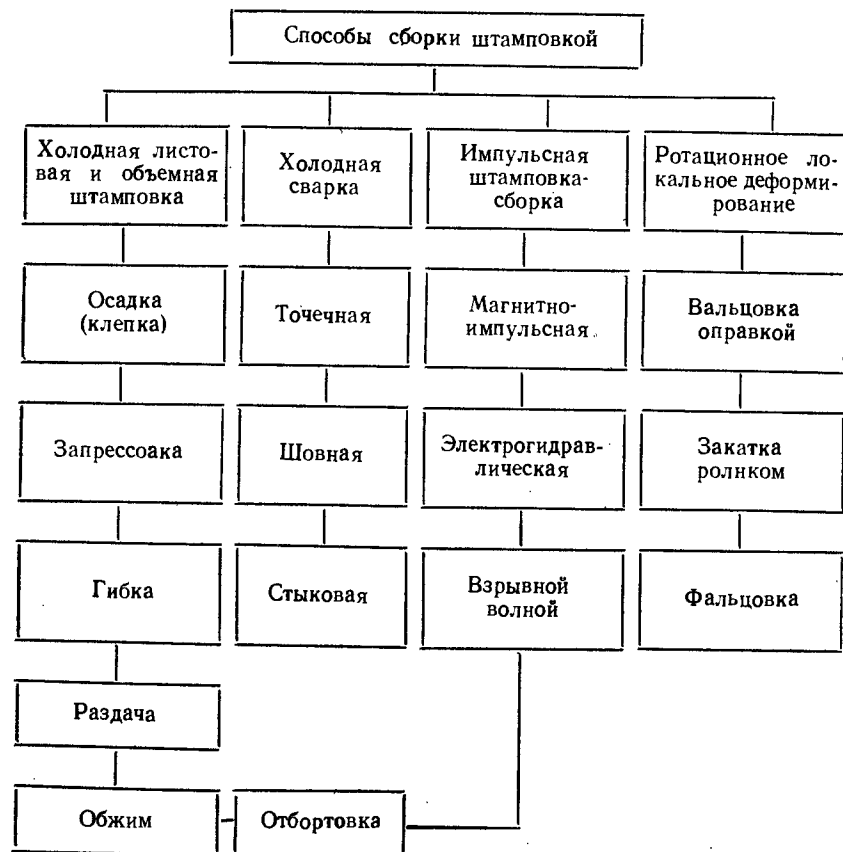 Способы сборки штамповкой
Холодная листо-
вая и объемная
штамповка
Холодная
сварка
Импульсная
штамповка-
сборка
Ротационное ло-
кальное деформи-
рование
Осадка
(клепка)
Точечная
Магнитно-
импульсная
Вальцовка
оправкой
Запрессоака
Шовная
Электрогидрав-
лическая
Закатка
ролнком
Гибка
Стыковая
Взрывной
волной
Фальцовка
Раздача
Обжим
Отбортовка